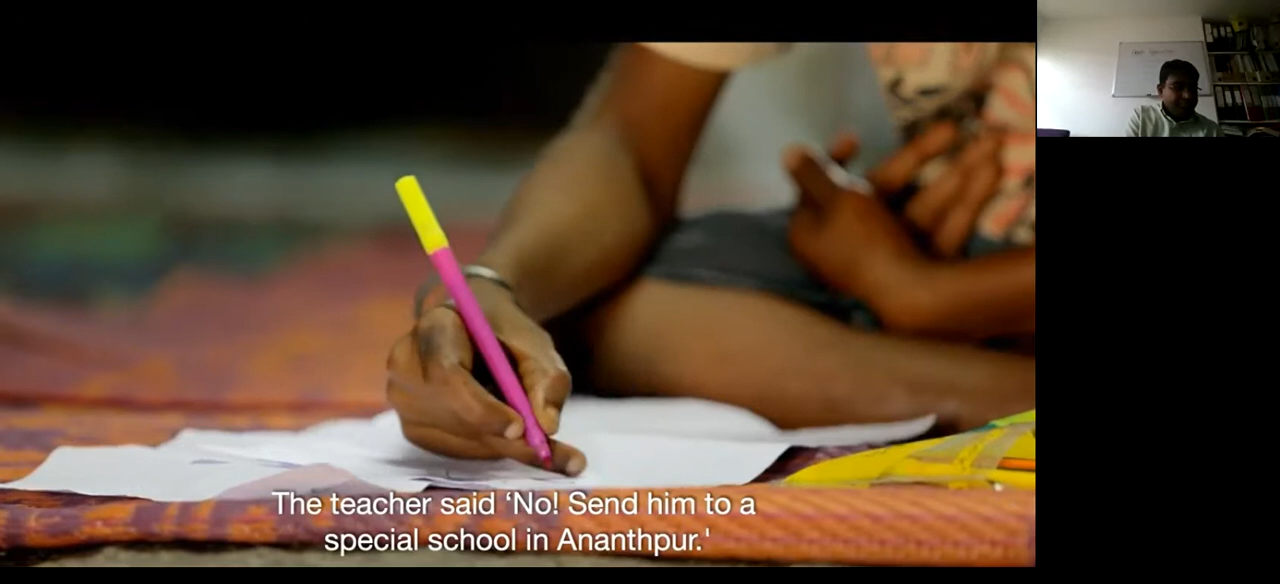 The teacher said ‘No! Send him to a
special school in Ananthpur.'